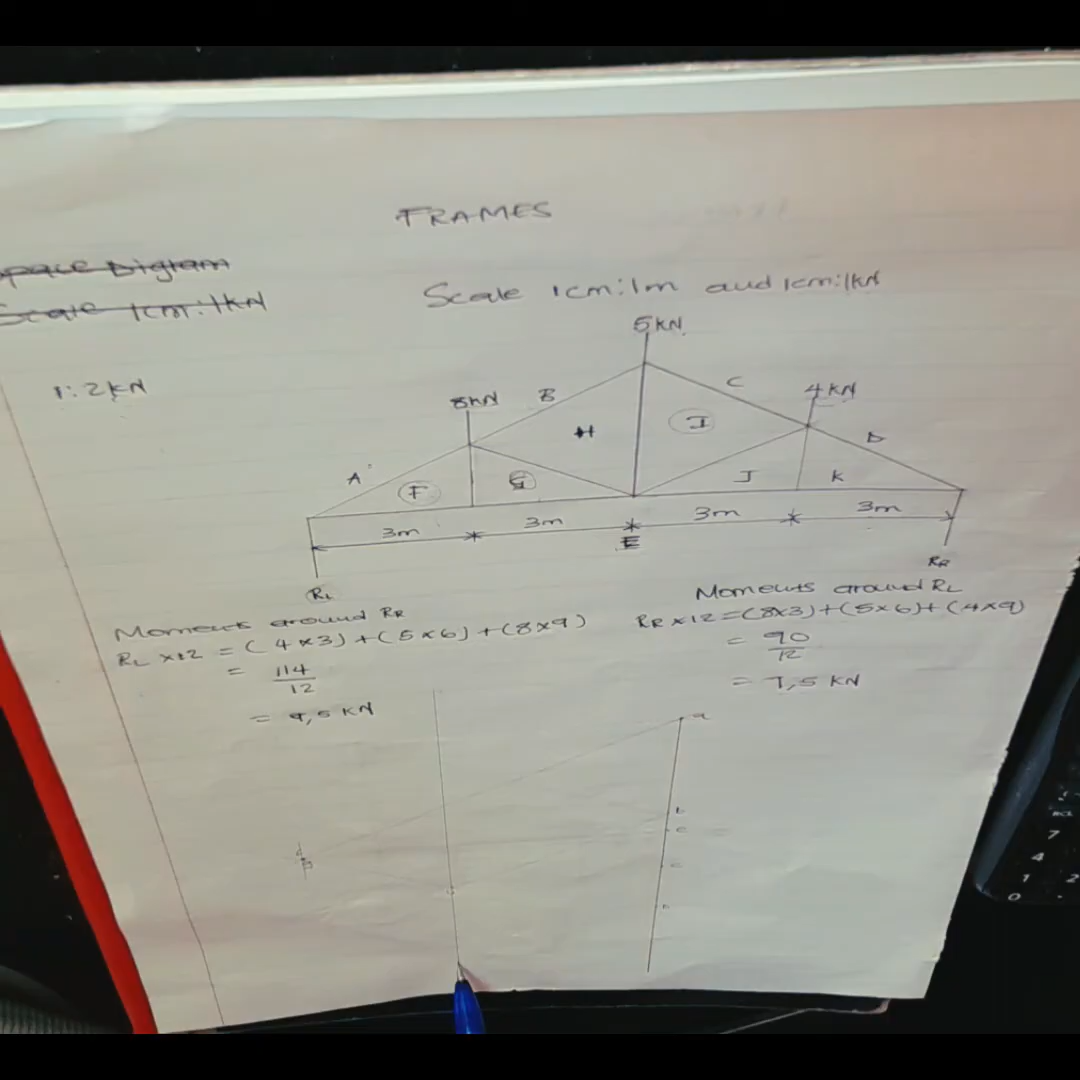 FRAMES
Space Digram
Scale 1cm:1kN
Scale 1cm:1m and 1cm:1kN
1:2kN
5kN
8kN
B
C
4kN
H
I
D
A
F
G
J
K
3m
3m
3m
3m
E
RL
RR
Moments around RR
RL x12 = (4x3)+(5x6)+(8x9)
= 114
12
= 9,5 kN
Moments around RL
RR x12 = (8x3)+(5x6)+(4x9)
= 90
12
= 7,5 kN
a
b
e
c